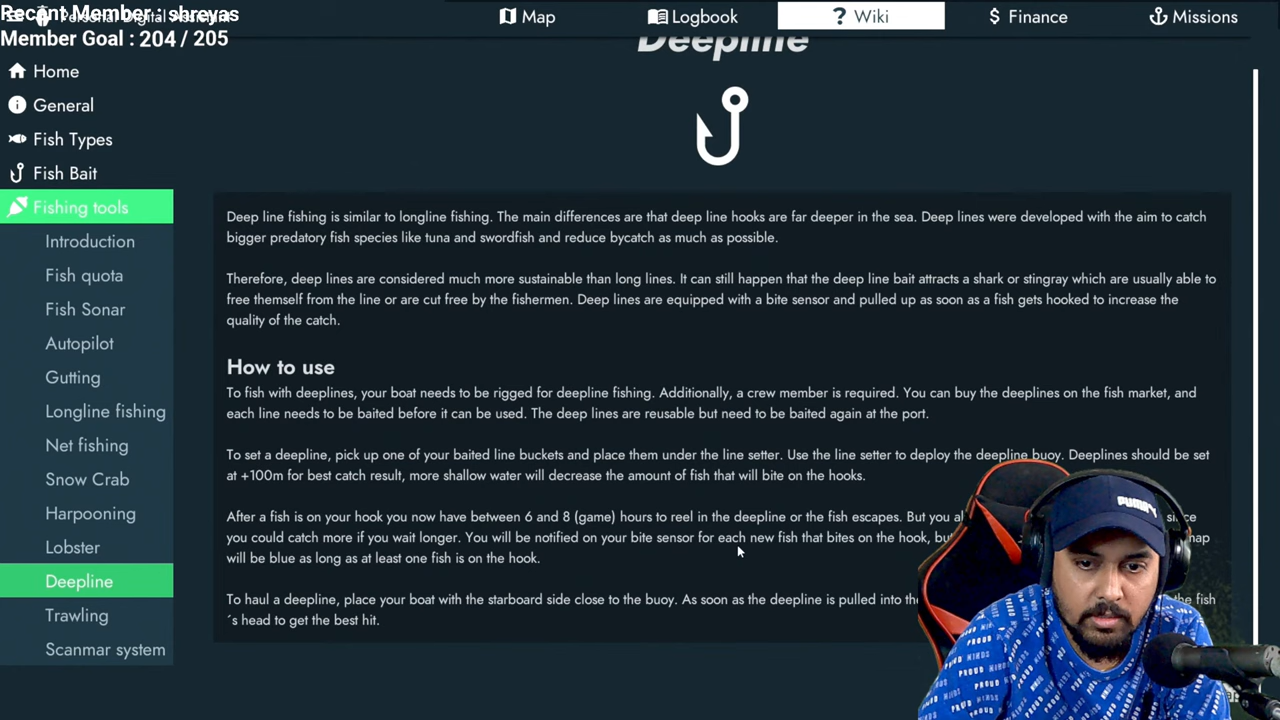 Recent Member : shreyas
Member Goal : 204 / 205
Map
Logbook
? Wiki
$ Finance
Missions
Deepline
Home
General
Fish Types
Fish Bait
Fishing tools
Introduction
Fish quota
Fish Sonar
Autopilot
Gutting
Longline fishing
Net fishing
Snow Crab
Harpooning
Lobster
Deepline
Trawling
Scanmar system
Deep line fishing is similar to longline fishing. The main differences are that deep line hooks are far deeper in the sea. Deep lines were developed with the aim to catch
bigger predatory fish species like tuna and swordfish and reduce bycatch as much as possible.
Therefore, deep lines are considered much more sustainable than long lines. It can still happen that the deep line bait attracts a shark or stingray which are usually able to
free themself from the line or are cut free by the fishermen. Deep lines are equipped with a bite sensor and pulled up as soon as a fish gets hooked to increase the
quality of the catch.
How to use
To fish with deeplines, your boat needs to be rigged for deepline fishing. Additionally, a crew member is required. You can buy the deeplines on the fish market, and
each line needs to be baited before it can be used. The deep lines are reusable but need to be baited again at the port.
To set a deepline, pick up one of your baited line buckets and place them under the line setter. Use the line setter to deploy the deepline buoy. Deeplines should be set
at +100m for best catch result, more shallow water will decrease the amount of fish that will bite on the hooks.
After a fish is on your hook you now have between 6 and 8 (game) hours to reel in the deepline or the fish escapes. But you since
you could catch more if you wait longer. You will be notified on your bite sensor for each new fish that bites on the hook, map
will be blue as long as at least one fish is on the hook.
To haul a deepline, place your boat with the starboard side close to the buoy. As soon as the deepline is pulled into the fish
´s head to get the best hit.
PUMA